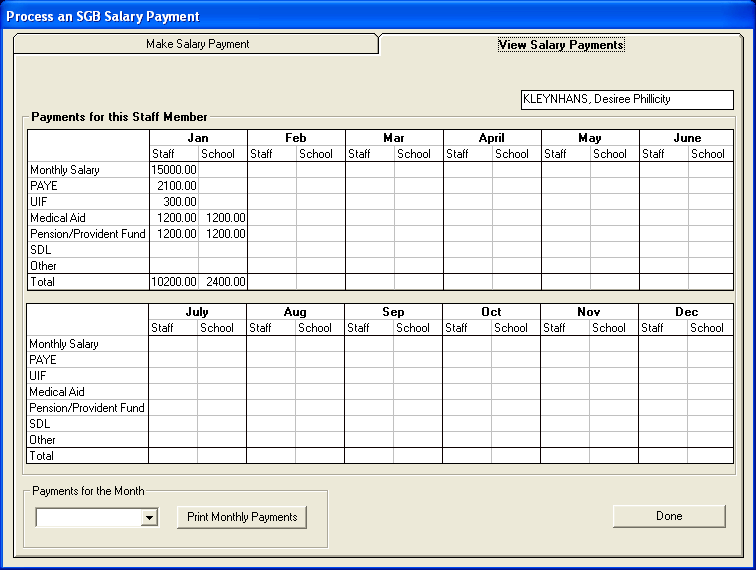 Process an SGB Salary Payment
Make Salary Payment View Salary Payments
KLEYNHANS, Desiree Phillicity
Payments for this Staff Member
Jan Feb Mar April May June
Staff School Staff School Staff School Staff School Staff School Staff School
Monthly Salary 15000.00
PAYE 2100.00
UIF 300.00
Medical Aid 1200.00 1200.00
Pension/Provident Fund 1200.00 1200.00
SDL
Other
Total 10200.00 2400.00
July Aug Sep Oct Nov Dec
Staff School Staff School Staff School Staff School Staff School Staff School
Monthly Salary
PAYE
UIF
Medical Aid
Pension/Provident Fund
SDL
Other
Total
Payments for the Month
Print Monthly Payments Done